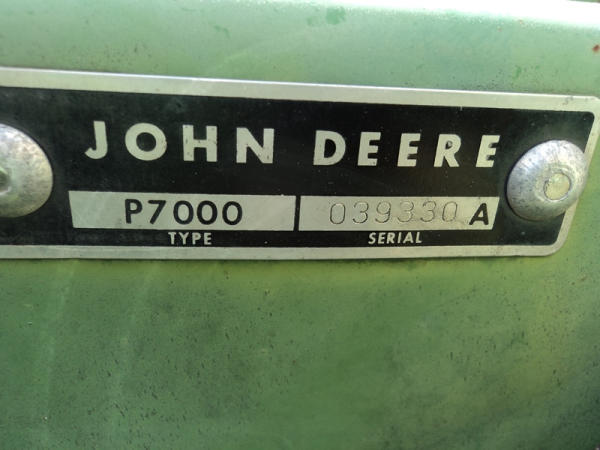 JOHN DEERE
P7000 039330 A
TYPE SERIAL